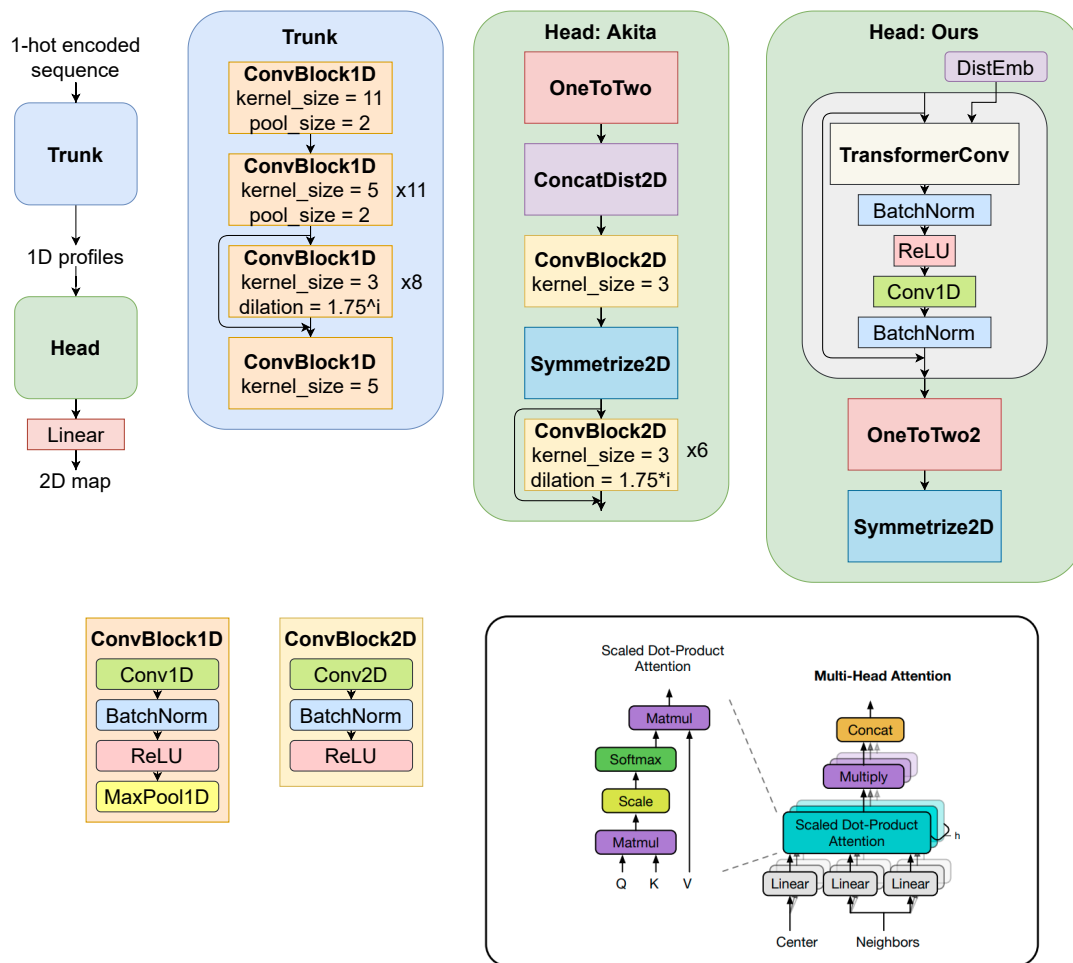 1-hot encoded
sequence
Trunk
1D profiles
Head
Linear
2D map
Trunk
ConvBlock1D
kernel_size = 11
pool_size = 2
ConvBlock1D
kernel_size = 5
pool_size = 2
x11
ConvBlock1D
kernel_size = 3
dilation = 1.75^i
x8
ConvBlock1D
kernel_size = 5
Head: Akita
OneToTwo
ConcatDist2D
ConvBlock2D
kernel_size = 3
Symmetrize2D
ConvBlock2D
kernel_size = 3
dilation = 1.75*i
x6
Head: Ours
DistEmb
TransformerConv
BatchNorm
ReLU
Conv1D
BatchNorm
OneToTwo2
Symmetrize2D
ConvBlock1D
Conv1D
BatchNorm
ReLU
MaxPool1D
ConvBlock2D
Conv2D
BatchNorm
ReLU
Scaled Dot-Product
Attention
Matmul
Softmax
Scale
Matmul
Q K V
Multi-Head Attention
Concat
Multiply
Scaled Dot-Product
Attention
h
Linear Linear Linear
Center Neighbors